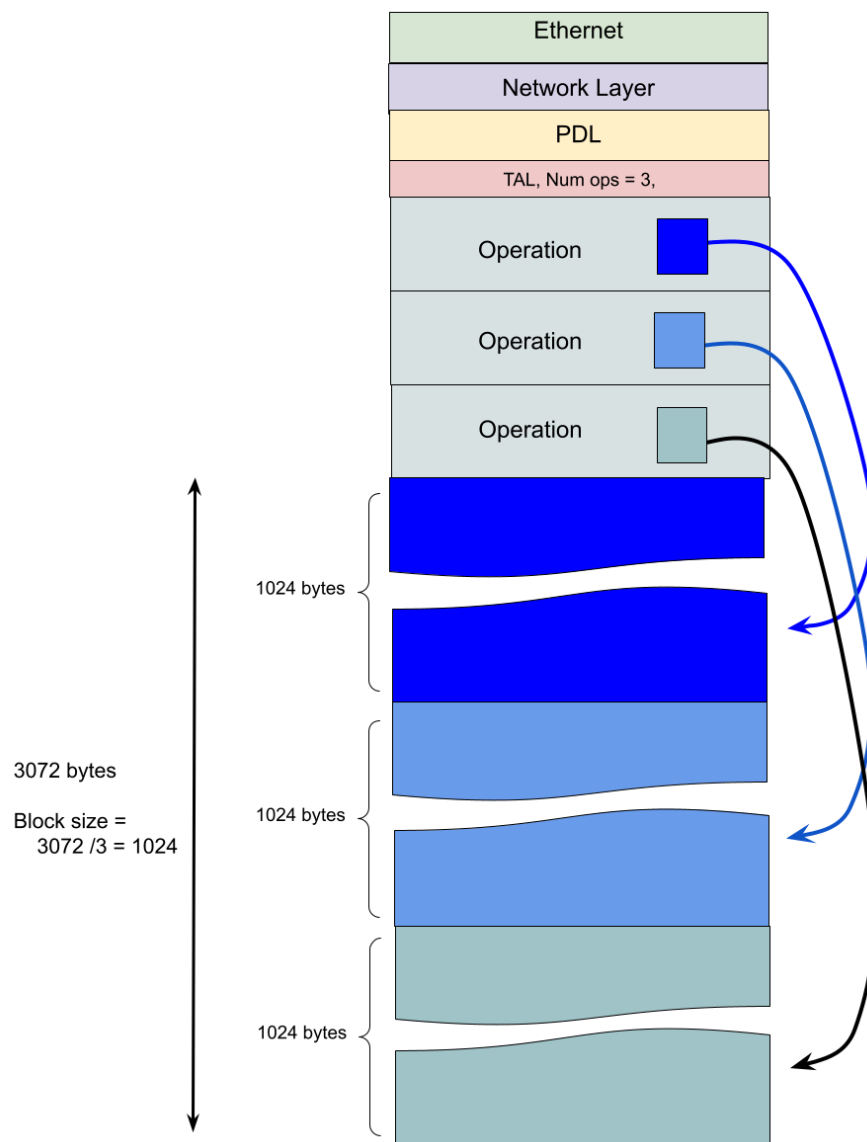 Ethernet
Network Layer
PDL
TAL, Num ops = 3,
Operation
Operation
Operation
1024 bytes
3072 bytes
Block size =
3072 /3 = 1024
1024 bytes
1024 bytes